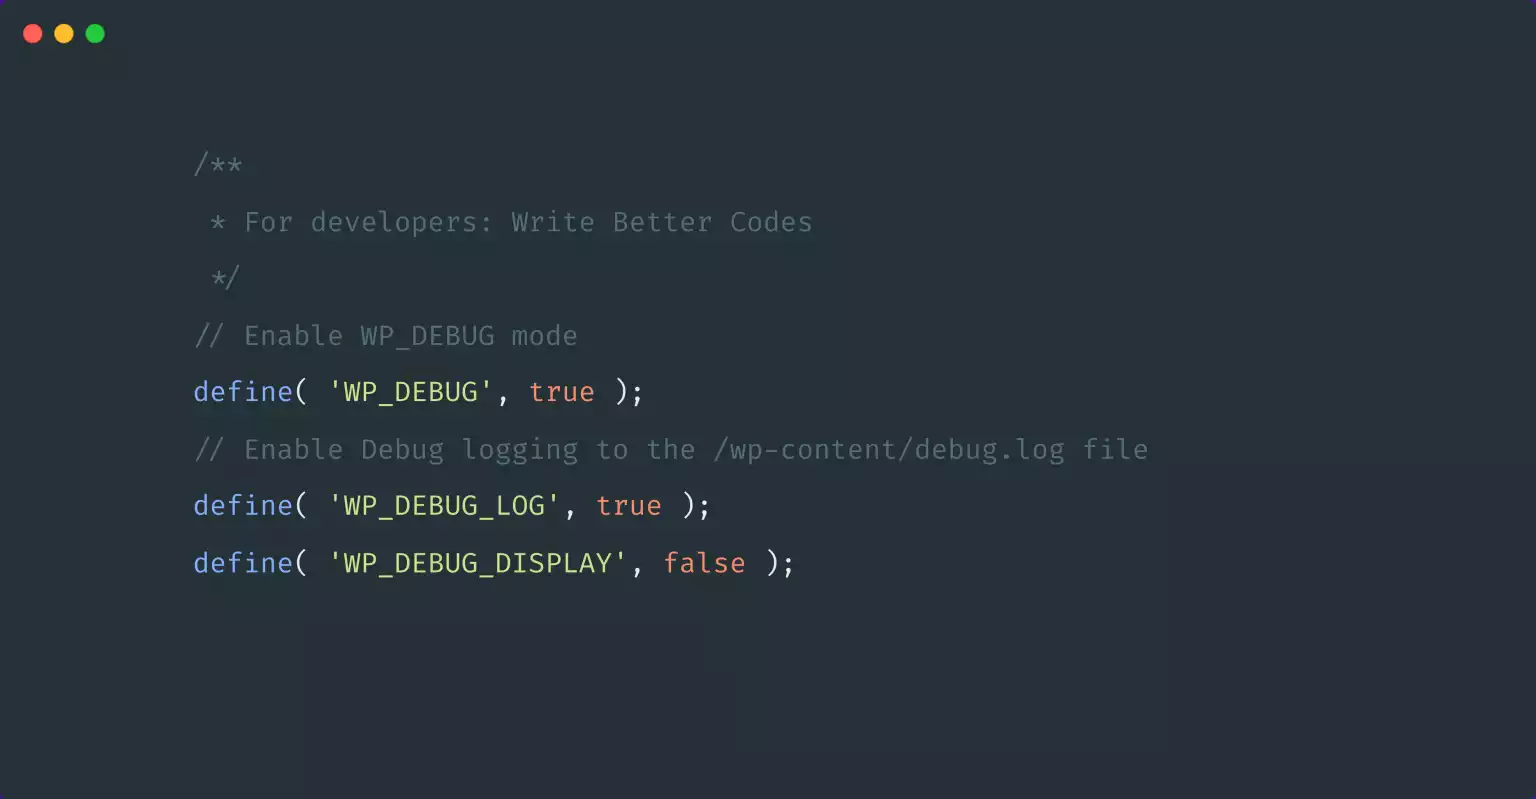 /**
 * For developers: Write Better Codes
 */
// Enable WP_DEBUG mode
define( 'WP_DEBUG', true );
// Enable Debug logging to the /wp-content/debug.log file
define( 'WP_DEBUG_LOG', true );
define( 'WP_DEBUG_DISPLAY', false );